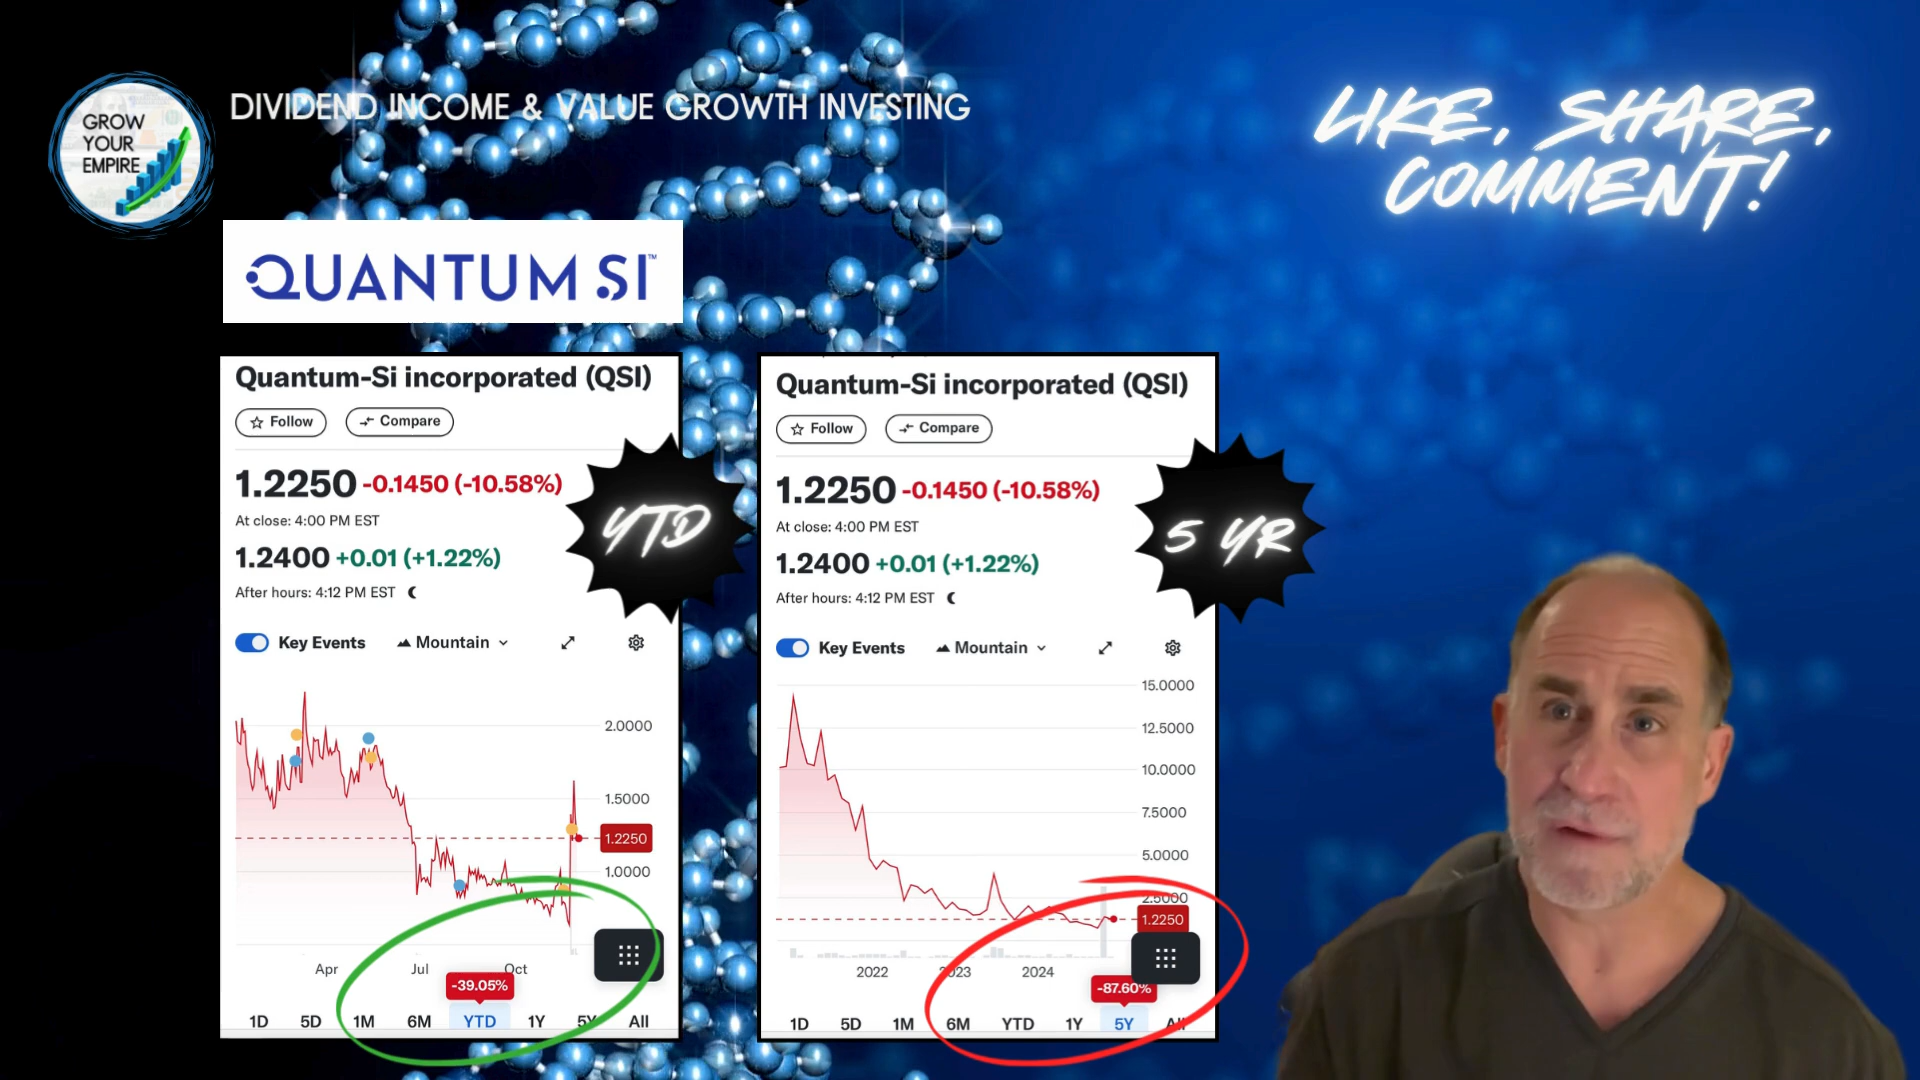 GROW
YOUR
EMPIRE
DIVIDEND INCOME & VALUE GROWTH INVESTING
LIKE, SHARE,
COMMENT!
QUANTUM SI™
Quantum-Si incorporated (QSI)
Follow
Compare
1.2250 -0.1450 (-10.58%)
At close: 4:00 PM EST
1.2400 +0.01 (+1.22%)
After hours: 4:12 PM EST
YTD
Key Events
Mountain
2.0000
1.5000
1.2250
1.0000
Apr
Jul
Oct
-39.05%
1D
5D
1M
6M
YTD
1Y
5Y
All
Quantum-Si incorporated (QSI)
Follow
Compare
1.2250 -0.1450 (-10.58%)
At close: 4:00 PM EST
1.2400 +0.01 (+1.22%)
After hours: 4:12 PM EST
5 YR
Key Events
Mountain
15.0000
12.5000
10.0000
7.5000
5.0000
2.5000
1.2250
2022
2023
2024
-87.60%
1D
5D
1M
6M
YTD
1Y
5Y
All